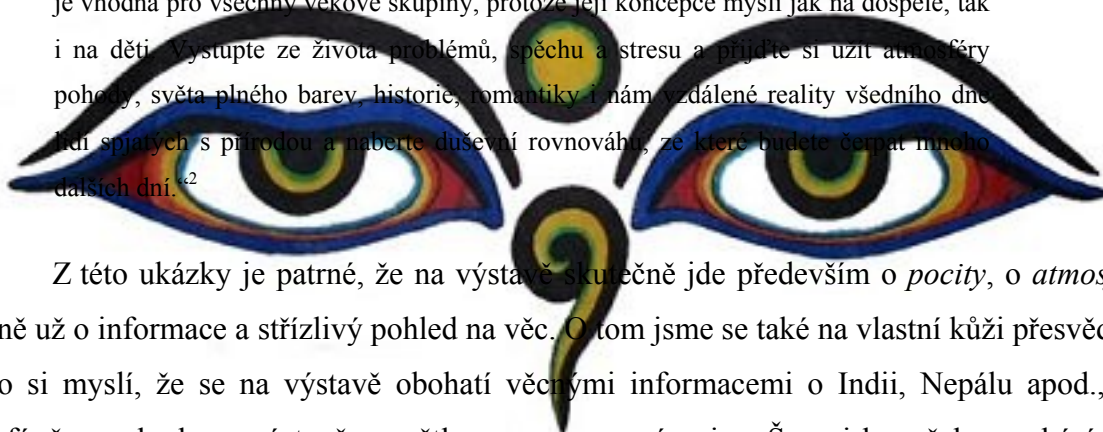 je vhodná pro všechny věkové skupiny, protože její koncepce myslí jak na dospělé, tak
i na děti. Vystupte ze života problémů, spěchu a stresu a přijďte si užít atmosféry
pohody, světa plného barev, historie, romantiky i nám vzdálené reality všedního dne
lidí spjatých s přírodou a naberte duševní rovnováhu, ze které budete čerpat mnoho
dalších dní.“²
Z této ukázky je patrné, že na výstavě skutečně jde především o pocity, o
už o informace a střízlivý pohled na věc. O tom jsme se také na vlastní kůži
si myslí, že se na výstavě obohatí věcnými informacemi o Indii, Nepálu apod.,